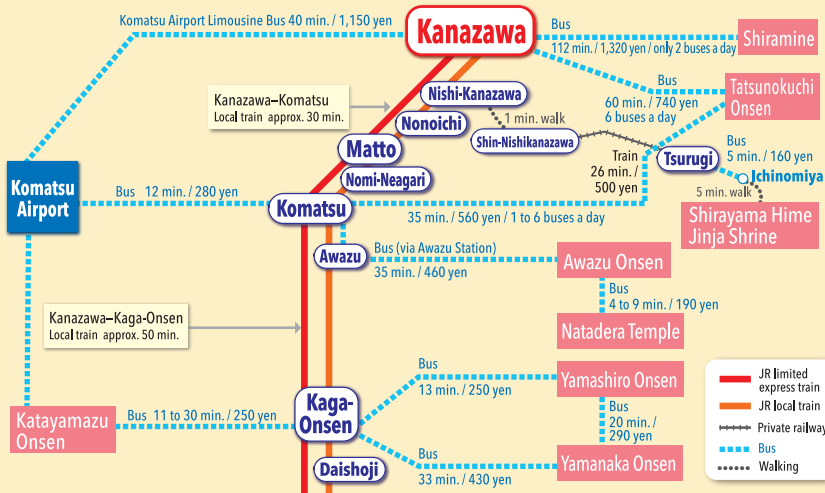 Komatsu Airport Limousine Bus 40 min. / 1,150 yen
Kanazawa
Bus
112 min. / 1,320 yen / only 2 buses a day
Shiramine
Kanazawa–Komatsu
Local train approx. 30 min.
Nishi-Kanazawa
1 min. walk
Bus
60 min. / 740 yen
6 buses a day
Tatsunokuchi
Onsen
Nonoichi
Shin-Nishikanazawa
Matto
Train
26 min. /
500 yen
Tsurugi
Bus
5 min. / 160 yen
Ichinomiya
5 min. walk
Shirayama Hime
Jinja Shrine
Komatsu
Airport
Bus 12 min. / 280 yen
Nomi-Neagari
Komatsu
35 min. / 560 yen / 1 to 6 buses a day
Awazu
Bus (via Awazu Station)
35 min. / 460 yen
Awazu Onsen
Bus
4 to 9 min. / 190 yen
Natadera Temple
Kanazawa–Kaga-Onsen
Local train approx. 50 min.
Katayamazu
Onsen
Bus 11 to 30 min. / 250 yen
Kaga-
Onsen
Bus
13 min. / 250 yen
Yamashiro Onsen
Bus
20 min. /
290 yen
Yamanaka Onsen
Bus
33 min. / 430 yen
Daishoji
JR limited
express train
JR local train
Private railway
Bus
Walking